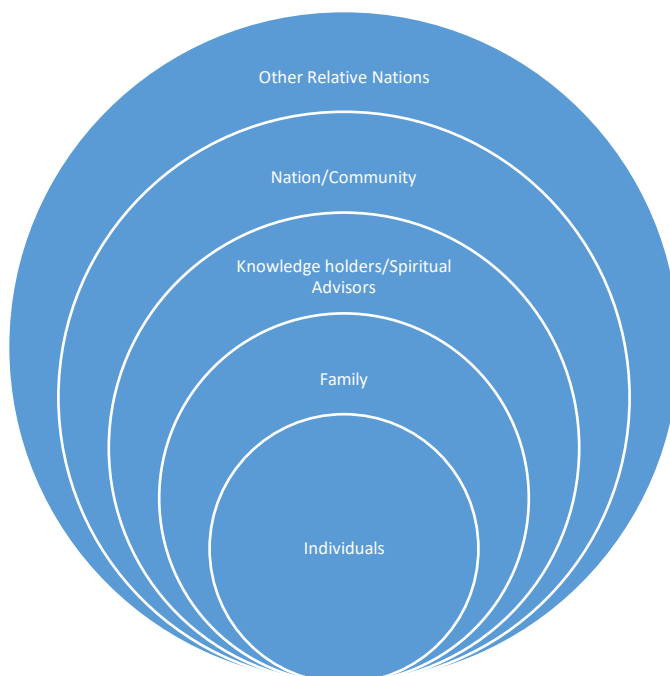 Other Relative Nations
Nation/Community
Knowledge holders/Spiritual
Advisors
Family
Individuals